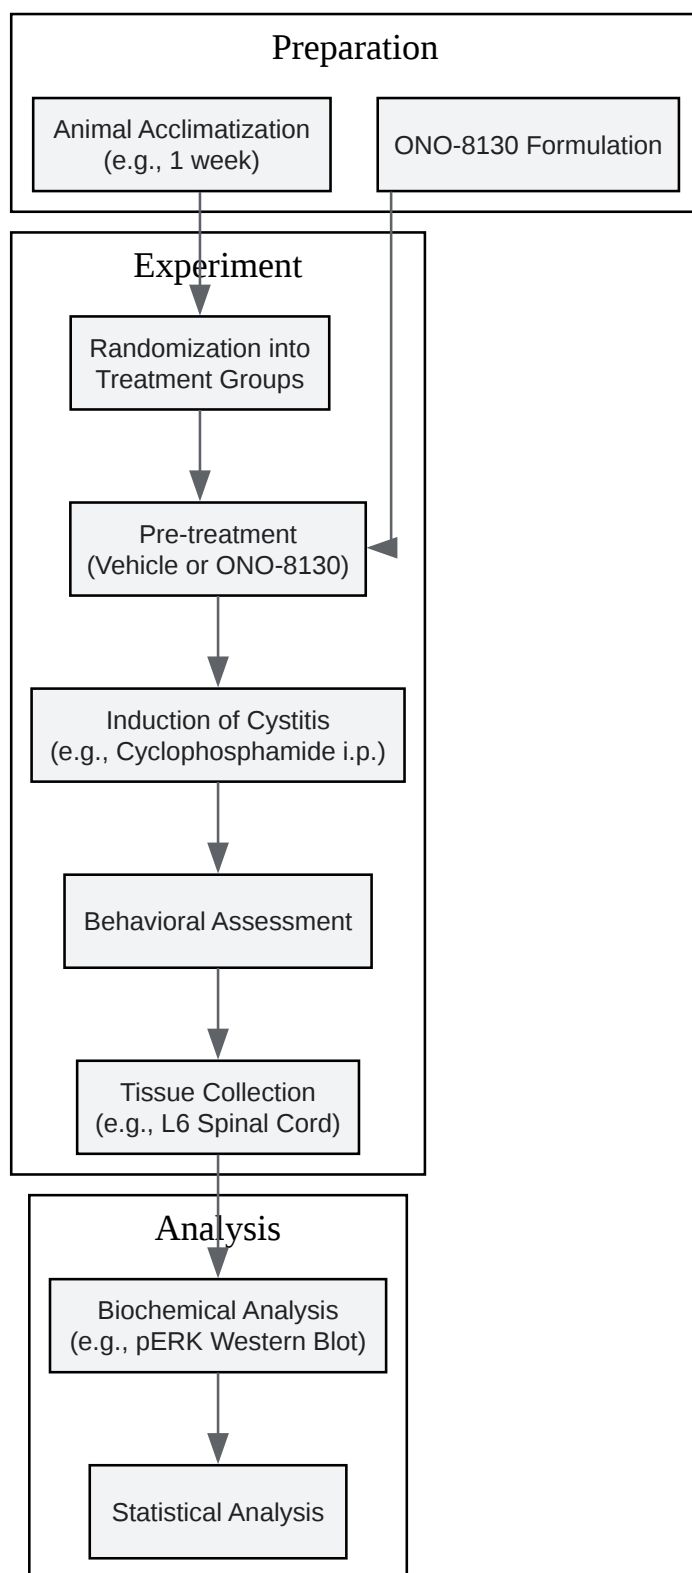 Preparation
Animal Acclimatization
(e.g., 1 week)
ONO-8130 Formulation
Experiment
Randomization into
Treatment Groups
Pre-treatment
(Vehicle or ONO-8130)
Induction of Cystitis
(e.g., Cyclophosphamide i.p.)
Behavioral Assessment
Tissue Collection
(e.g., L6 Spinal Cord)
Analysis
Biochemical Analysis
(e.g., pERK Western Blot)
Statistical Analysis